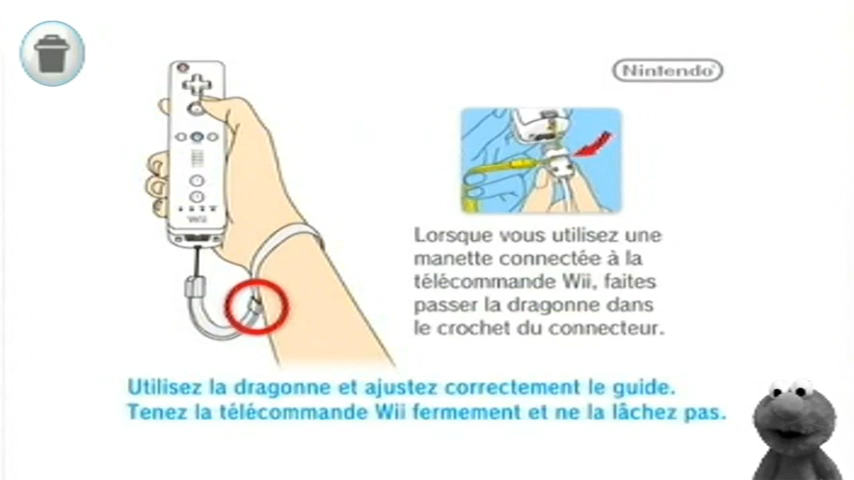 Nintendo®
Wii
Lorsque vous utilisez une
manette connectée à la
télécommande Wii, faites
passer la dragonne dans
le crochet du connecteur.
Utilisez la dragonne et ajustez correctement le guide.
Tenez la télécommande Wii fermement et ne la lâchez pas.